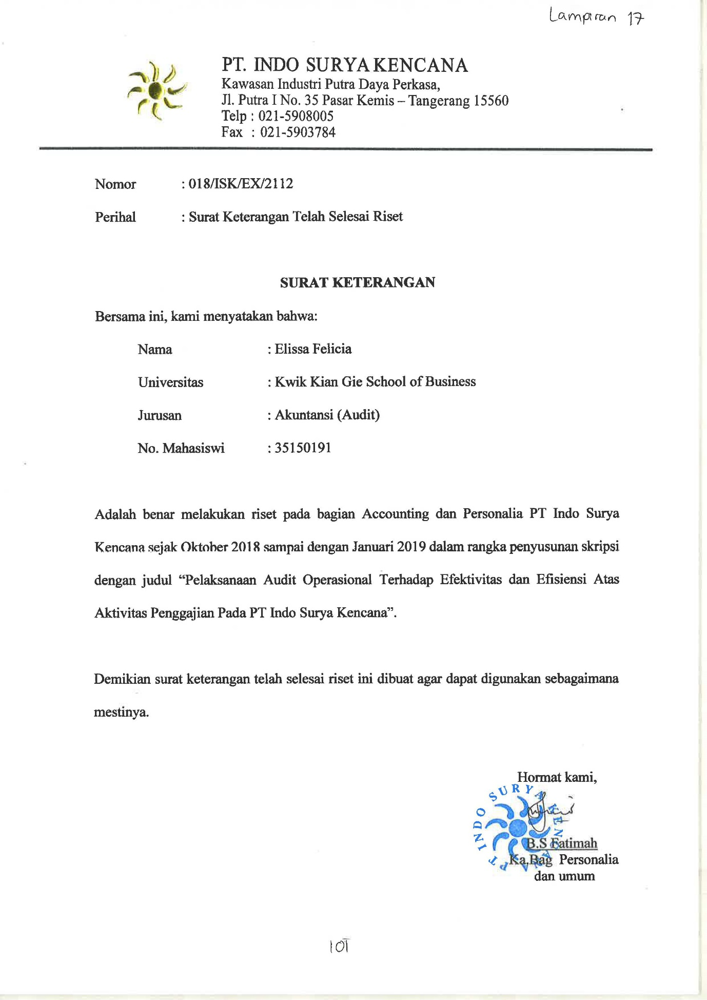 Lampiran 17
PT. INDO SURYA KENCANA
Kawasan Industri Putra Daya Perkasa,
Jl. Putra I No. 35 Pasar Kemis – Tangerang 15560
Telp : 021-5908005
Fax : 021-5903784
Nomor : 018/ISK/EX/2112
Perihal : Surat Keterangan Telah Selesai Riset
SURAT KETERANGAN
Bersama ini, kami menyatakan bahwa:
Nama : Elissa Felicia
Universitas : Kwik Kian Gie School of Business
Jurusan : Akuntansi (Audit)
No. Mahasiswi : 35150191
Adalah benar melakukan riset pada bagian Accounting dan Personalia PT Indo Surya
Kencana sejak Oktober 2018 sampai dengan Januari 2019 dalam rangka penyusunan skripsi
dengan judul “Pelaksanaan Audit Operasional Terhadap Efektivitas dan Efisiensi Atas
Aktivitas Penggajian Pada PT Indo Surya Kencana”.
Demikian surat keterangan telah selesai riset ini dibuat agar dapat digunakan sebagaimana
mestinya.
Hormat kami,
PT INDO SURYA KENCANA
B.S Fatimah
Ka,Bag Personalia
dan umum